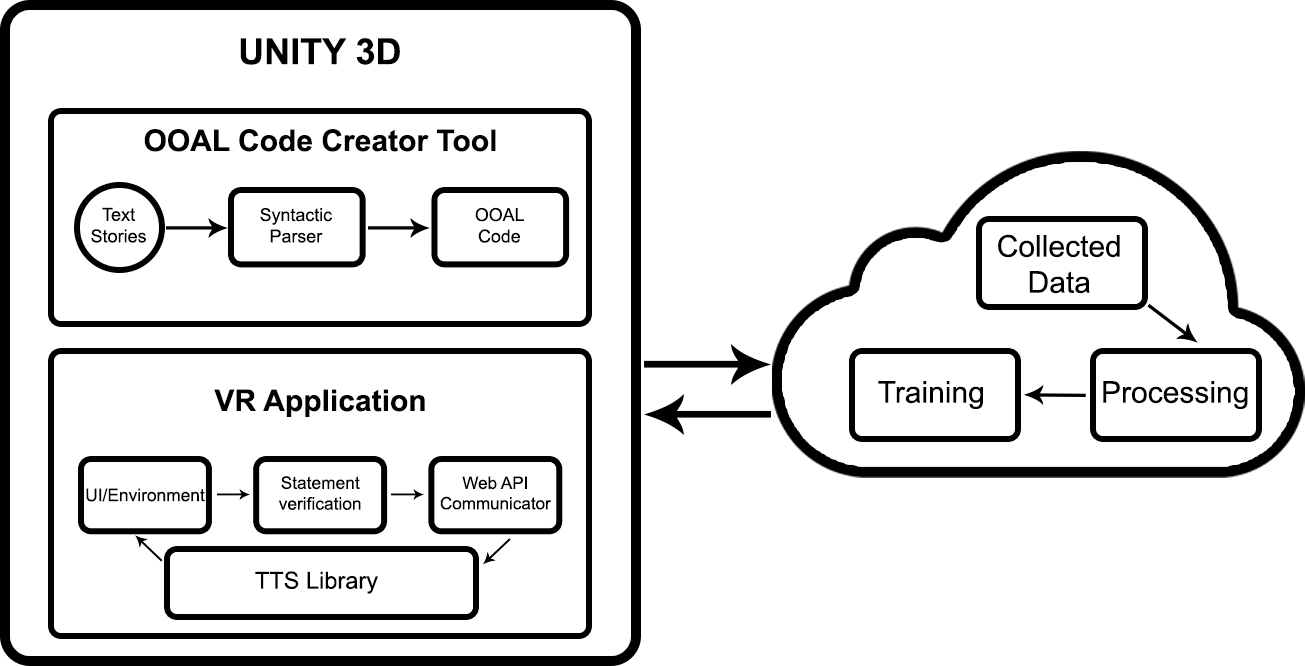 UNITY 3D
OOAL Code Creator Tool
Text
Stories
Syntactic
Parser
OOAL
Code
VR Application
UI/Environment
Statement
verification
Web API
Communicator
TTS Library
Collected
Data
Training
Processing